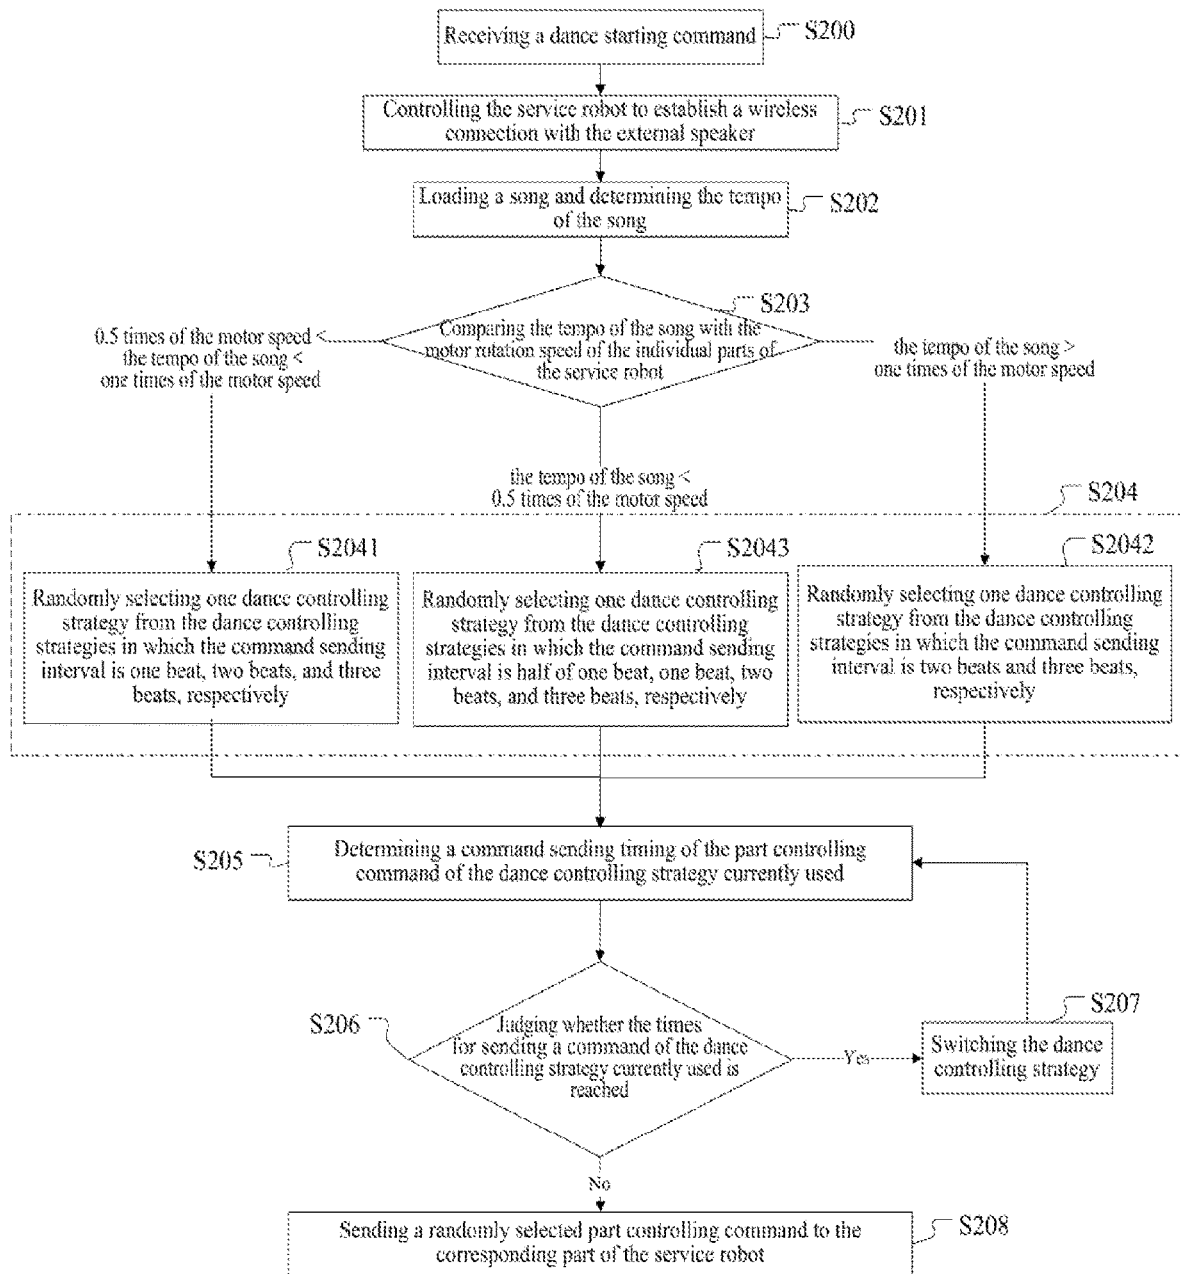 Receiving a dance starting command
S200
Controlling the service robot to establish a wireless
connection with the external speaker
S201
Loading a song and determining the tempo
of the song
S202
S203
Comparing the tempo of the song with the
motor rotation speed of the individual parts of
the service robot
0.5 times of the motor speed <
the tempo of the song <
one times of the motor speed
the tempo of the song >
one times of the motor speed
the tempo of the song <
0.5 times of the motor speed
S204
S2041
Randomly selecting one dance controlling
strategy from the dance controlling
strategies in which the command sending
interval is one beat, two beats, and three
beats, respectively
S2043
Randomly selecting one dance controlling
strategy from the dance controlling
strategies in which the command sending
interval is half of one beat, one beat, two
beats, and three beats, respectively
S2042
Randomly selecting one dance controlling
strategy from the dance controlling
strategies in which the command sending
interval is two beats and three beats,
respectively
S205
Determining a command sending timing of the part controlling
command of the dance controlling strategy currently used
S206
Judging whether the times
for sending a command of the dance
controlling strategy currently used is
reached
Yes
S207
Switching the dance
controlling strategy
No
Sending a randomly selected part controlling command to the
corresponding part of the service robot
S208